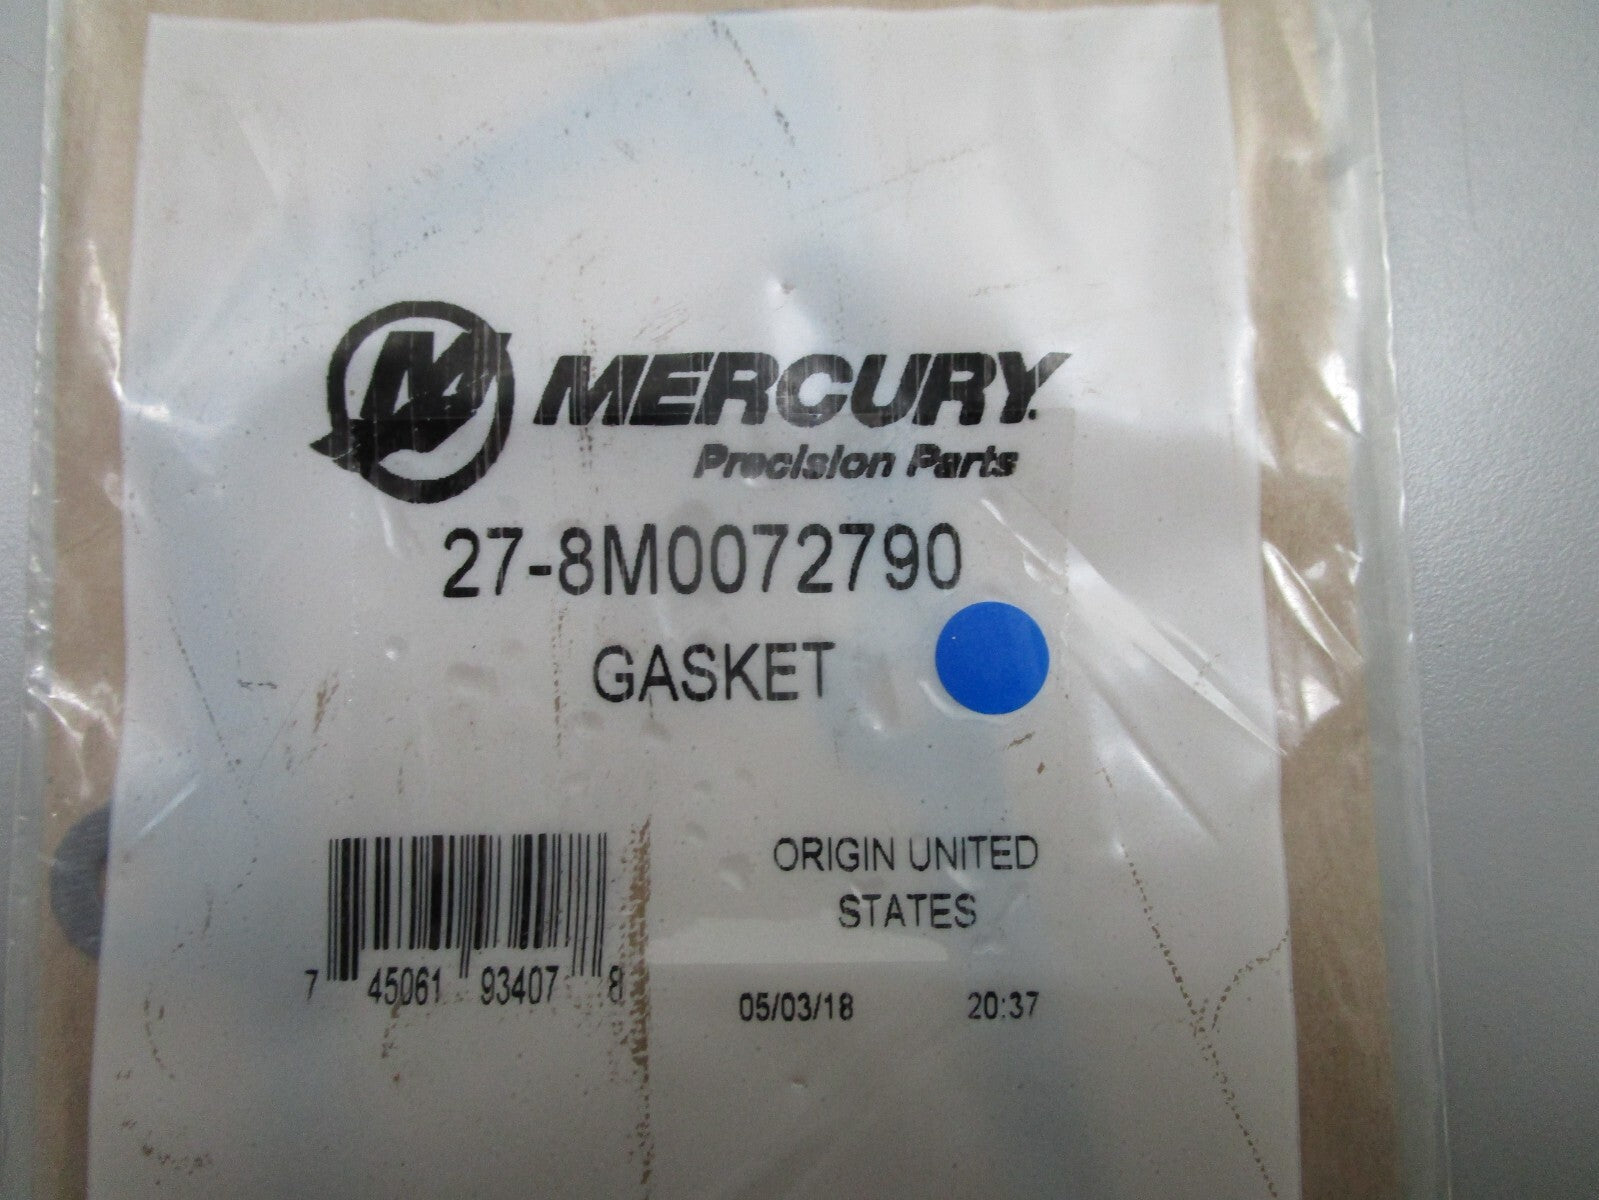 MERCURY
Precision Parts
27-8M0072790
GASKET
ORIGIN UNITED
STATES
7 45061 93407 8
05/03/18 20:37